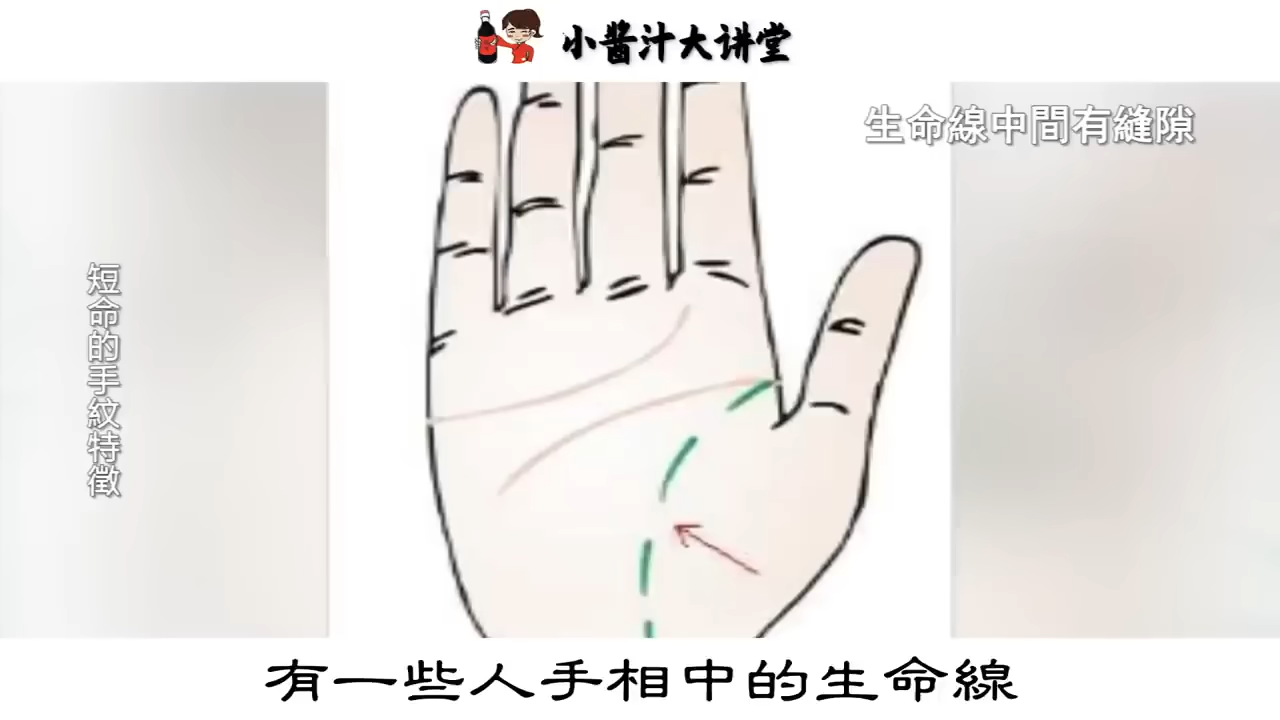 小醬汁大讲堂
生命線中間有縫隙
短命的手紋特徵
有一些人手相中的生命線